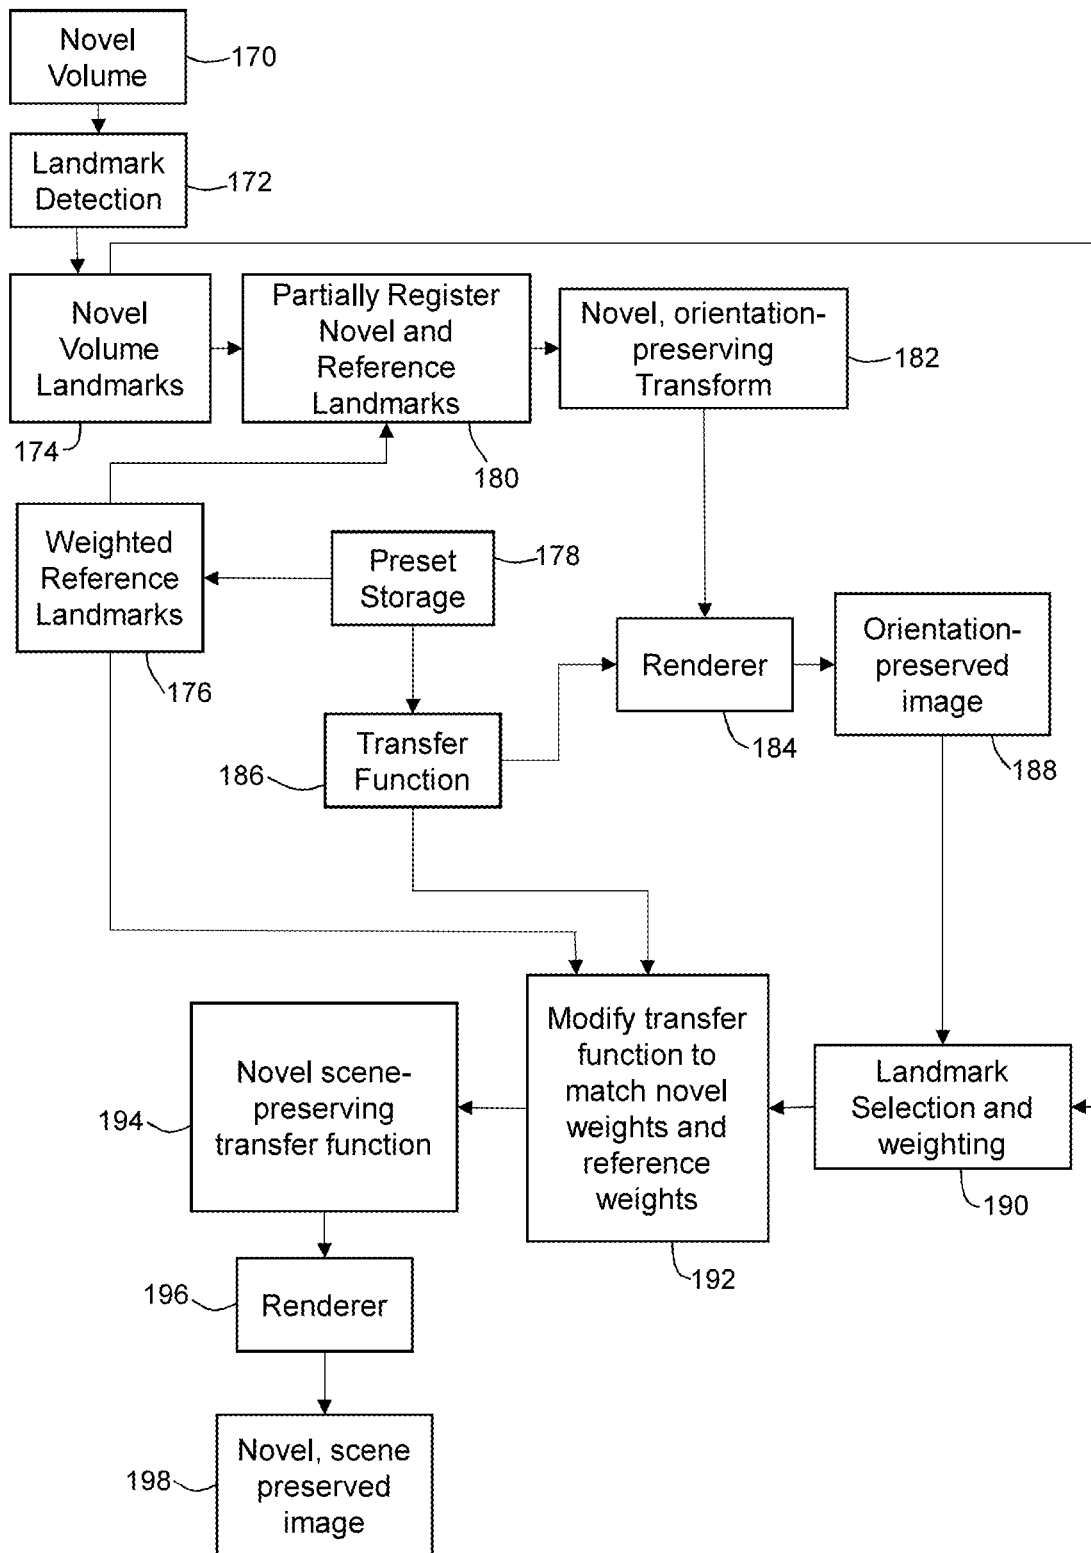 Novel
Volume
170
Landmark
Detection
172
Novel
Volume
Landmarks
174
Partially Register
Novel and
Reference
Landmarks
180
Novel, orientation-
preserving
Transform
182
Weighted
Reference
Landmarks
176
Preset
Storage
178
Renderer
184
Orientation-
preserved
image
188
Transfer
Function
186
Novel scene-
preserving
transfer function
194
Modify transfer
function to
match novel
weights and
reference
weights
192
Landmark
Selection and
weighting
190
Renderer
196
Novel, scene
preserved
image
198